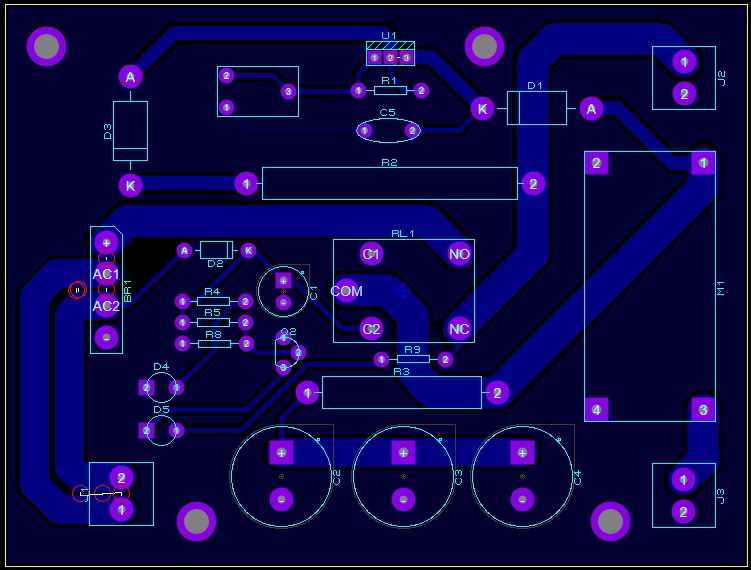 U1
1 2 3
2
3
1
R1
1 2
D1
K A
J2
1
2
A
D3
K
C5
1 2
R2
1 2
2 1
M1
4 3
+
AC1
AC2
-
BR1
A K
D2
+
-
C1
RL1
C1 NO
COM
C2 NC
R4
1 2
R5
1 2
R8
1 2
Q2
1
2
3
R9
1 2
R3
1 2
D4
2 1
D5
2 1
J1
2
1
+
-
C2
+
-
C3
+
-
C4
J3
1
2